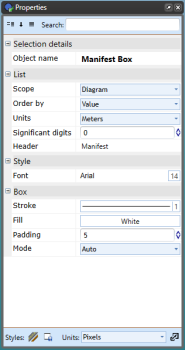 Properties
Search:
Selection details
Object name Manifest Box
List
Scope Diagram
Order by Value
Units Meters
Significant digits 0
Header Manifest
Style
Font Arial 14
Box
Stroke 1
Fill White
Padding 5
Mode Auto
Styles: Units: Pixels